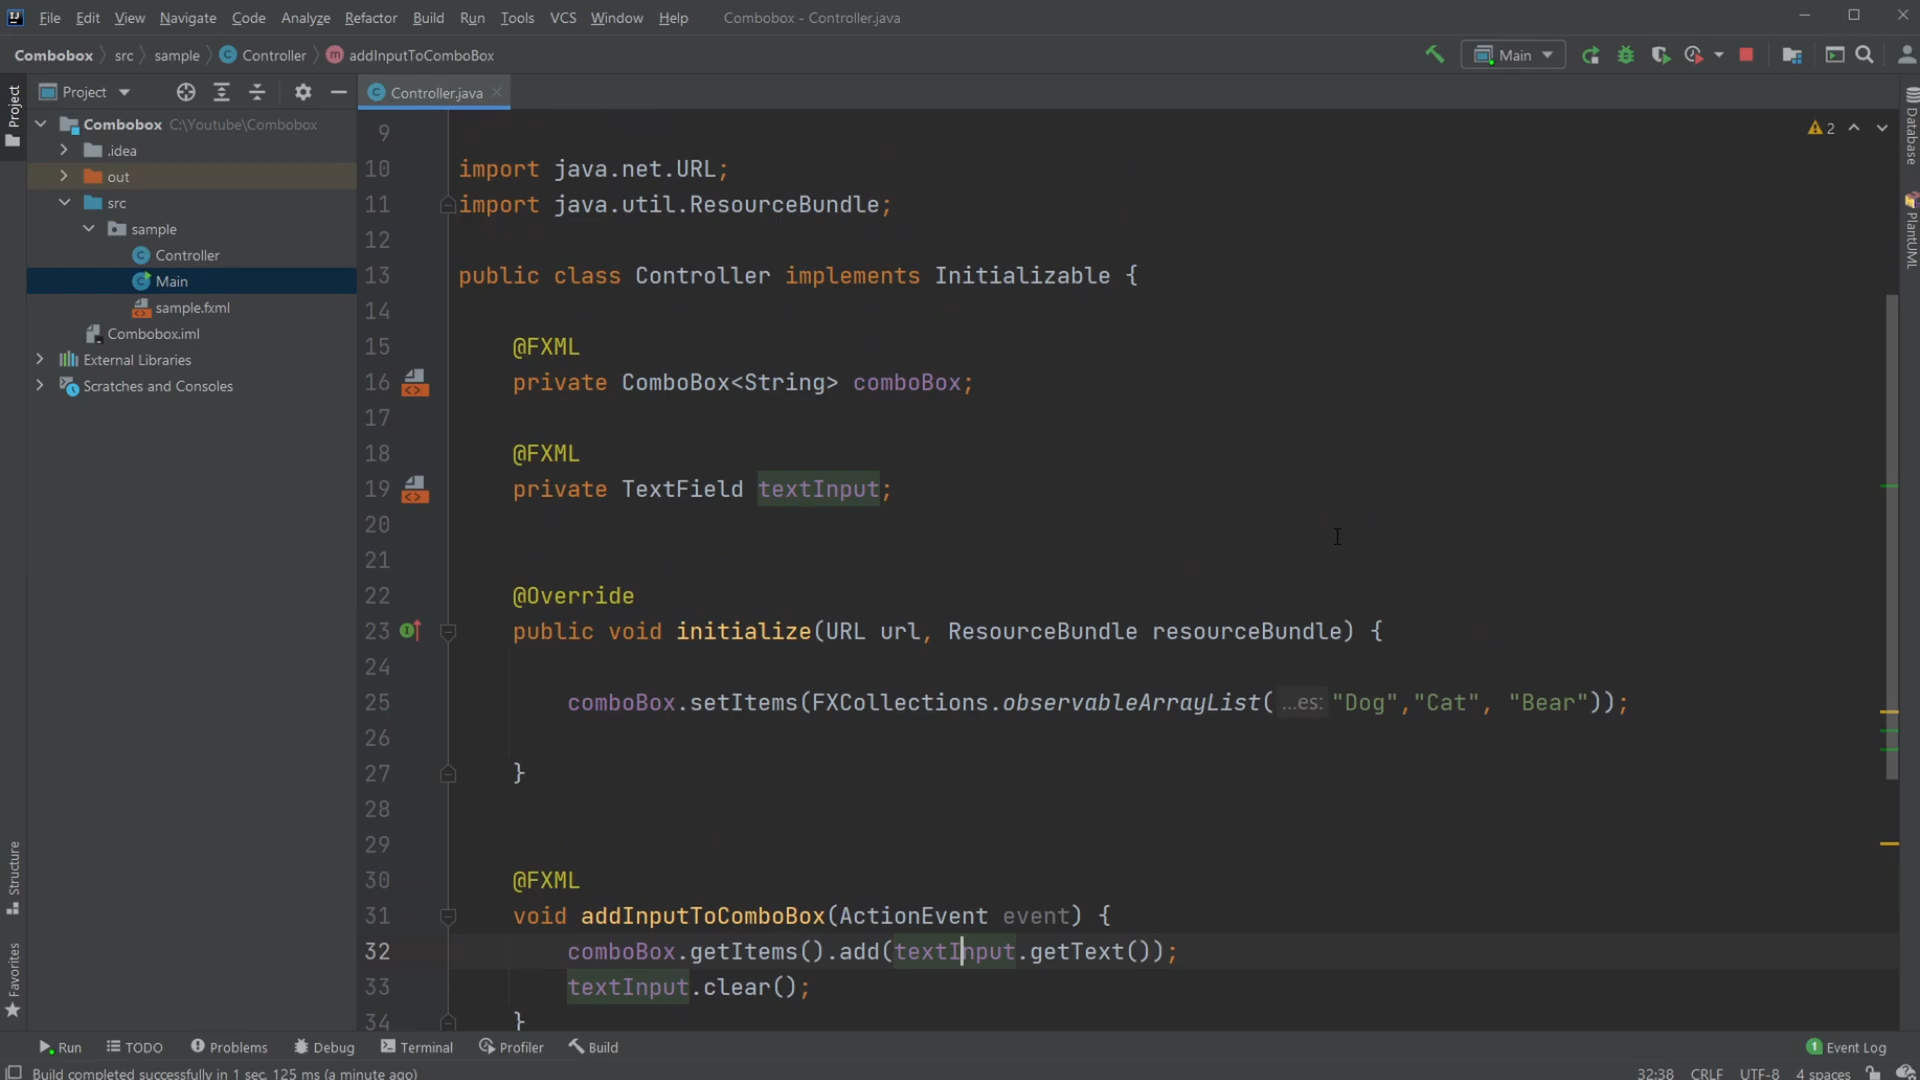 File Edit View Navigate Code Analyze Refactor Build Run Tools VCS Window Help Combobox - Controller.java
Combobox src sample Controller addInputToComboBox Main
Project
Controller.java
Project
Combobox C:\Youtube\Combobox
.idea
out
src
sample
Controller
Main
sample.fxml
Combobox.iml
External Libraries
Scratches and Consoles
Structure
Favorites
2
9
10 import java.net.URL;
11 import java.util.ResourceBundle;
12
13 public class Controller implements Initializable {
14
15 @FXML
16 private ComboBox<String> comboBox;
17
18 @FXML
19 private TextField textInput;
20
21
22 @Override
23 public void initialize(URL url, ResourceBundle resourceBundle) {
24
25 comboBox.setItems(FXCollections.observableArrayList( ...es: "Dog","Cat", "Bear"));
26
27 }
28
29
30 @FXML
31 void addInputToComboBox(ActionEvent event) {
32 comboBox.getItems().add(textInput.getText());
33 textInput.clear();
34 }
Database
PlantUML
Run TODO Problems Debug Terminal Profiler Build 1 Event Log
Build completed successfully in 1 sec, 125 ms (a minute ago) 32:38 CRLF UTF-8 4 spaces